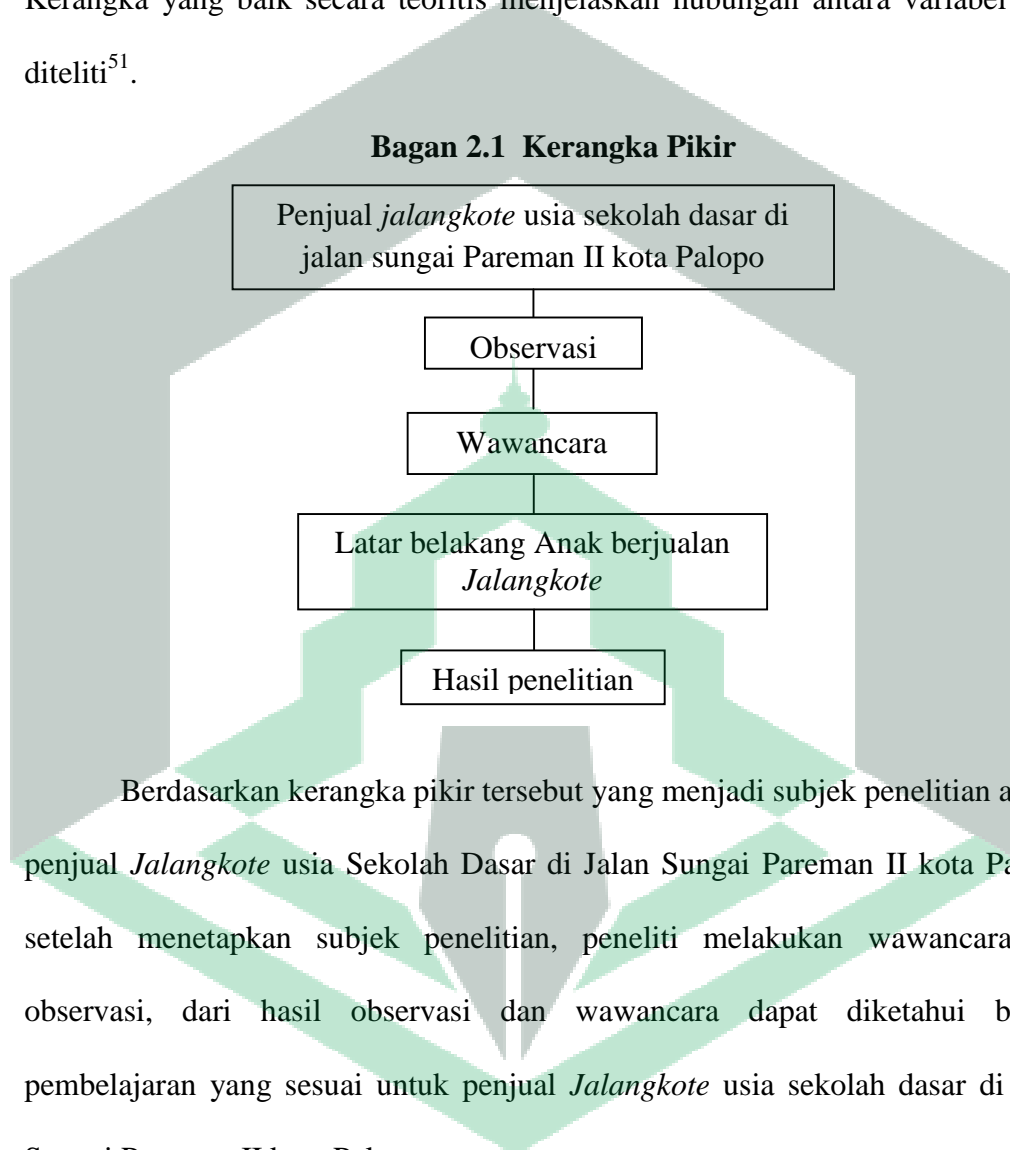 Kerangka yang baik secara teoritis menjelaskan hubungan antara variabel
diteliti51.
Bagan 2.1 Kerangka Pikir
Penjual jalangkote usia sekolah dasar di
jalan sungai Pareman II kota Palopo
Observasi
Wawancara
Latar belakang Anak berjualan
Jalangkote
Hasil penelitian
Berdasarkan kerangka pikir tersebut yang menjadi subjek penelitian
penjual Jalangkote usia Sekolah Dasar di Jalan Sungai Pareman II kota
setelah menetapkan subjek penelitian, peneliti melakukan wawancara
observasi, dari hasil observasi dan wawancara dapat diketahui
pembelajaran yang sesuai untuk penjual Jalangkote usia sekolah dasar di